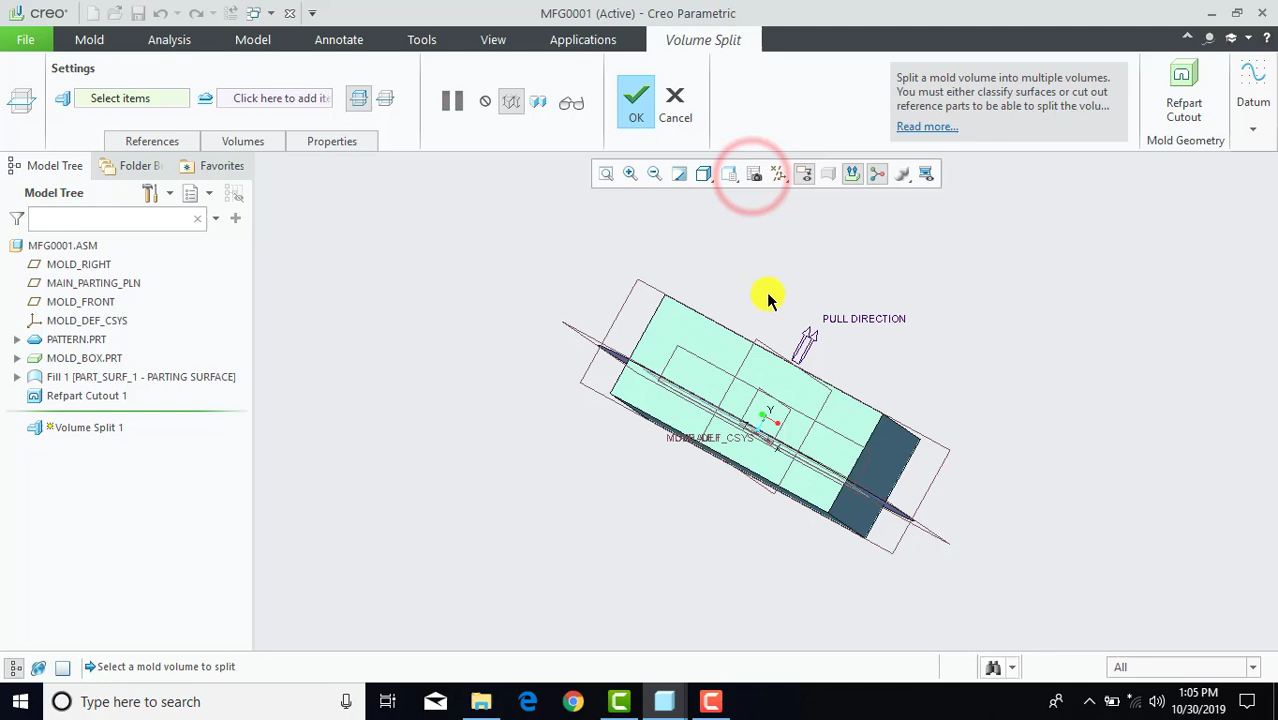 creo®
MFG0001 (Active) - Creo Parametric
File
Mold
Analysis
Model
Annotate
Tools
View
Applications
Volume Split
Settings
Select items
Click here to add ite
OK
Cancel
Split a mold volume into multiple volumes.
You must either classify surfaces or cut out
reference parts to be able to split the volu...
Read more...
Refpart
Cutout
Datum
References
Volumes
Properties
Mold Geometry
Model Tree
Folder B
Favorites
Model Tree
MFG0001.ASM
MOLD_RIGHT
MAIN_PARTING_PLN
MOLD_FRONT
MOLD_DEF_CSYS
PATTERN.PRT
MOLD_BOX.PRT
Fill 1 [PART_SURF_1 - PARTING SURFACE]
Refpart Cutout 1
Volume Split 1
PULL DIRECTION
Y
DEF_CSYS
X
Select a mold volume to split
All
Type here to search
1:05 PM
10/30/2019